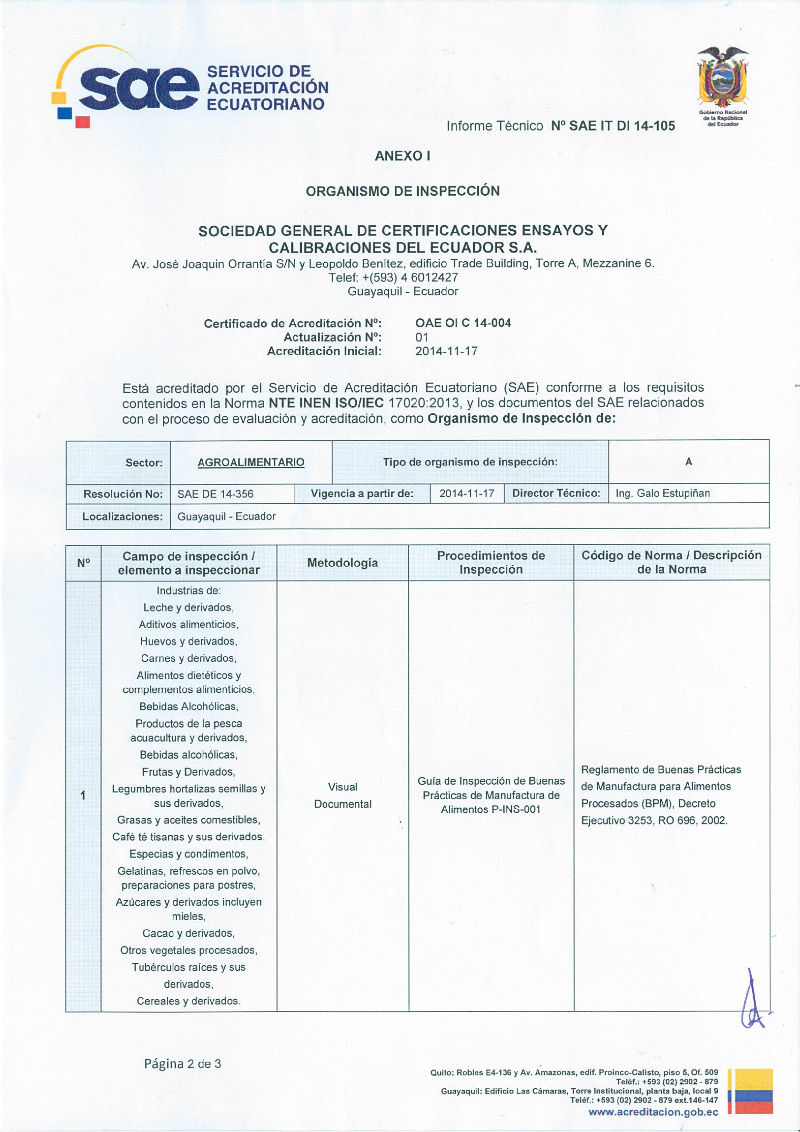 sae SERVICIO DE
ACREDITACIÓN
ECUATORIANO
Gobierno Nacional
de la República
del Ecuador
Informe Técnico Nº SAE IT DI 14-105
ANEXO I
ORGANISMO DE INSPECCIÓN
SOCIEDAD GENERAL DE CERTIFICACIONES ENSAYOS Y
CALIBRACIONES DEL ECUADOR S.A.
Av. José Joaquin Orrantía S/N y Leopoldo Benítez, edificio Trade Building, Torre A, Mezzanine 6.
Telef: +(593) 4 6012427
Guayaquil - Ecuador
Certificado de Acreditación Nº: OAE OI C 14-004
Actualización Nº: 01
Acreditación Inicial: 2014-11-17
Está acreditado por el Servicio de Acreditación Ecuatoriano (SAE) conforme a los requisitos
contenidos en la Norma NTE INEN ISO/IEC 17020:2013, y los documentos del SAE relacionados
con el proceso de evaluación y acreditación, como Organismo de Inspección de:
Sector: AGROALIMENTARIO Tipo de organismo de inspección: A
Resolución No: SAE DE 14-356 Vigencia a partir de: 2014-11-17 Director Técnico: Ing. Galo Estupiñan
Localizaciones: Guayaquil - Ecuador
Nº
Campo de inspección /
elemento a inspeccionar
Metodología
Procedimientos de
Inspección
Código de Norma / Descripción
de la Norma
1
Industrias de:
Leche y derivados,
Aditivos alimenticios,
Huevos y derivados,
Carnes y derivados,
Alimentos dietéticos y
complementos alimenticios,
Bebidas Alcohólicas,
Productos de la pesca
acuacultura y derivados,
Bebidas alcohólicas,
Frutas y Derivados,
Legumbres hortalizas semillas y
sus derivados,
Grasas y aceites comestibles,
Café té tisanas y sus derivados.
Especias y condimentos,
Gelatinas, refrescos en polvo,
preparaciones para postres,
Azúcares y derivados incluyen
mieles,
Cacao y derivados,
Otros vegetales procesados,
Tubérculos raíces y sus
derivados,
Cereales y derivados.
Visual
Documental
Guía de Inspección de Buenas
Prácticas de Manufactura de
Alimentos P-INS-001
Reglamento de Buenas Prácticas
de Manufactura para Alimentos
Procesados (BPM), Decreto
Ejecutivo 3253, RO 696, 2002.
Página 2 de 3
Quito: Robles E4-136 y Av. Amazonas, edif. Proinco-Calisto, piso 5, Of. 509
Teléf.: +593 (02) 2902 - 879
Guayaquil: Edificio Las Cámaras, Torre Institucional, planta baja, local 9
Teléf.: +593 (02) 2902 - 879 ext.146-147
www.acreditacion.gob.ec